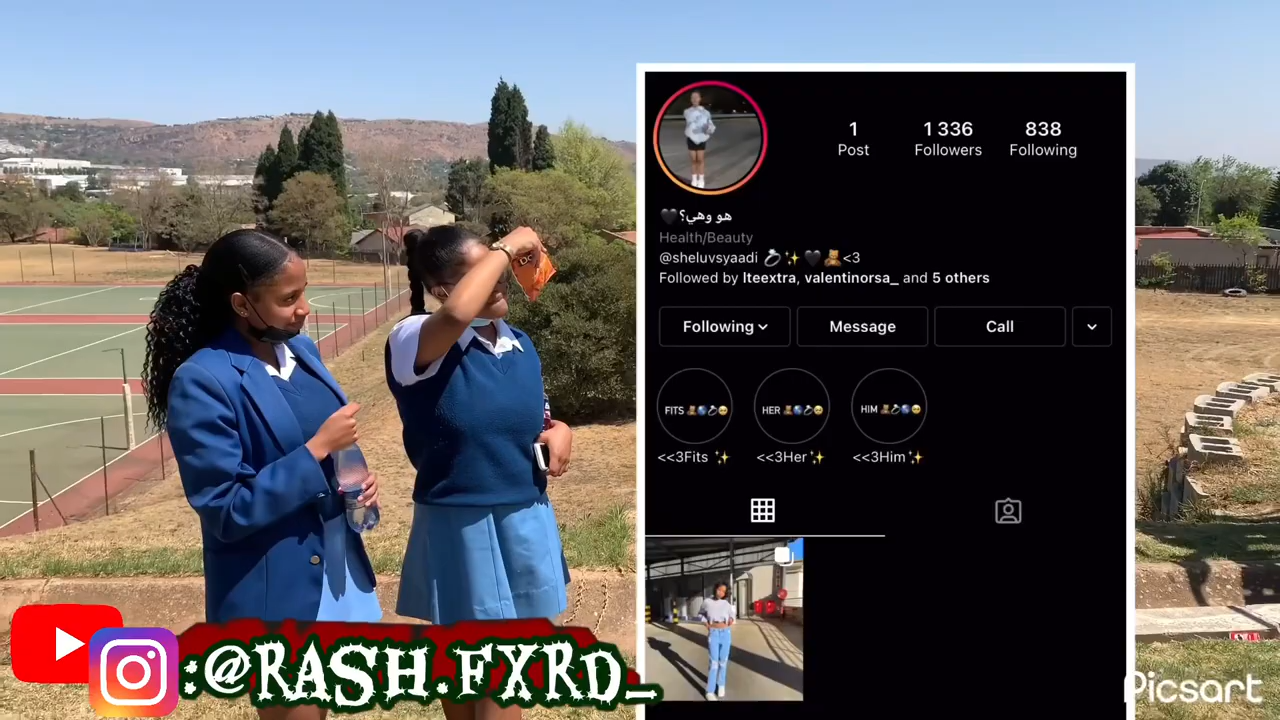 1
1 336
838
Post
Followers
Following
هو وهي؟🖤
Health/Beauty
@sheluvsyaadi 💍✨ 🖤🧸<3
Followed by lteextra, valentinorsa_ and 5 others
Following
Message
Call
FITS 🧸🌎💍🥺
HER 🧸🌎💍🥺
HIM 🧸💍🌎🥺
<<3Fits ✨
<<3Her✨
<<3Him✨
:@RASH.FXRD_
Picsart